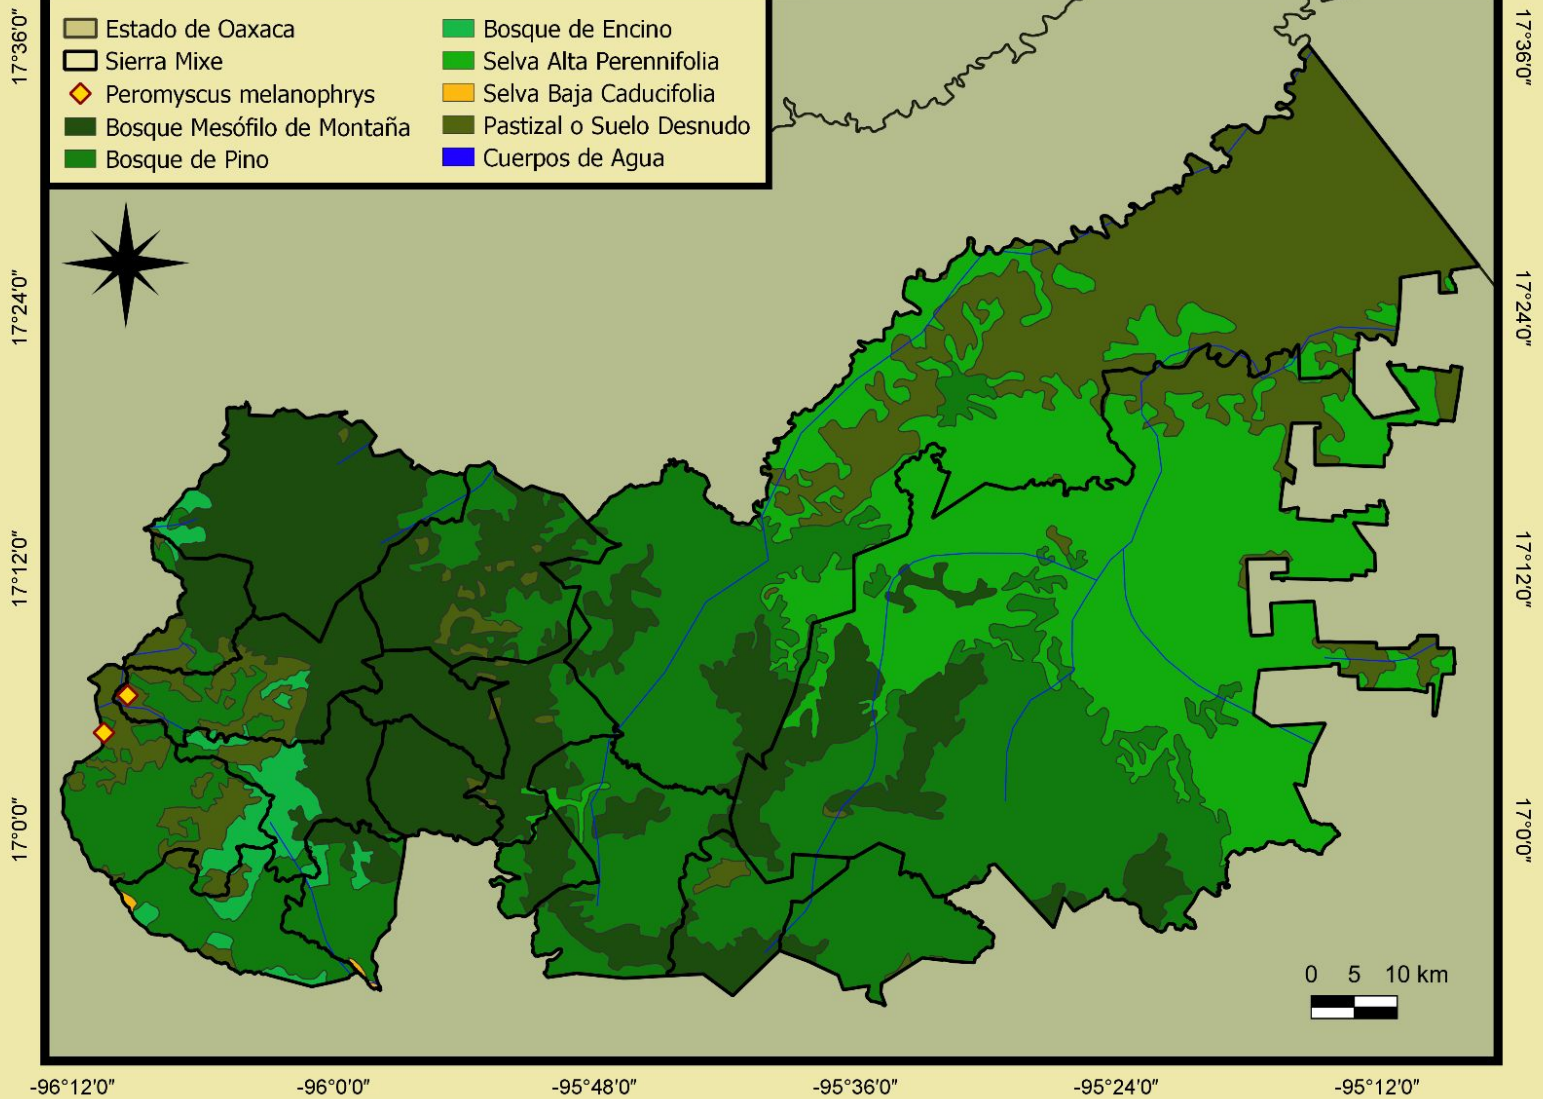 Estado de Oaxaca
Sierra Mixe
Peromyscus melanophrys
Bosque Mesófilo de Montaña
Bosque de Pino
Bosque de Encino
Selva Alta Perennifolia
Selva Baja Caducifolia
Pastizal o Suelo Desnudo
Cuerpos de Agua
17°36'0"
17°24'0"
17°12'0"
17°0'0"
17°36'0"
17°24'0"
17°12'0"
17°0'0"
0 5 10 km
-96°12'0" -96°0'0" -95°48'0" -95°36'0" -95°24'0" -95°12'0"